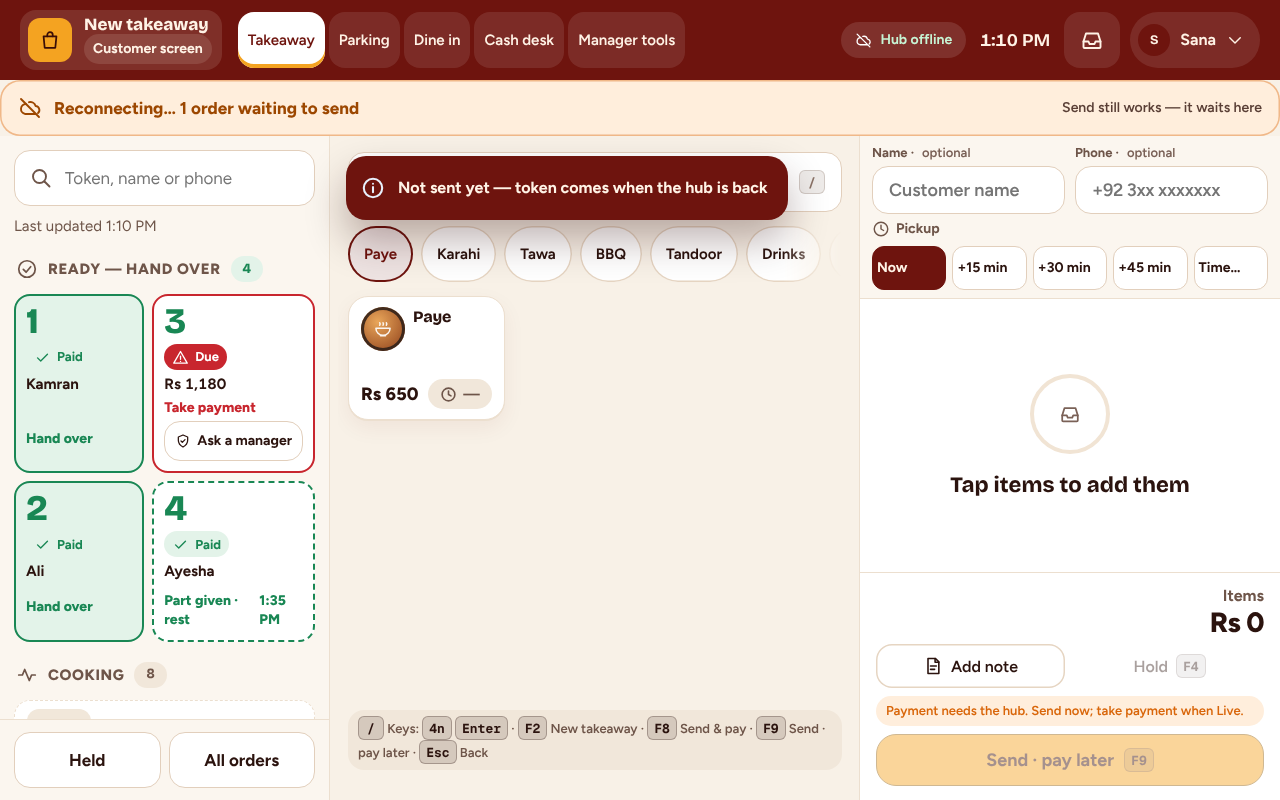 New takeaway
Customer screen
Takeaway
Parking
Dine in
Cash desk
Manager tools
Hub offline
1:10 PM
S
Sana
Reconnecting... 1 order waiting to send
Send still works — it waits here
Token, name or phone
Last updated 1:10 PM
READY — HAND OVER 4
1
Paid
Kamran
Hand over
3
Due
Rs 1,180
Take payment
Ask a manager
2
Paid
Ali
Hand over
4
Paid
Ayesha
Part given · rest
1:35 PM
COOKING 8
Held
All orders
Not sent yet — token comes when the hub is back
/
Paye
Karahi
Tawa
BBQ
Tandoor
Drinks
Paye
Rs 650
—
/ Keys: 4n Enter · F2 New takeaway · F8 Send & pay · F9 Send ·
pay later · Esc Back
Name · optional
Phone · optional
Customer name
+92 3xx xxxxxxx
Pickup
Now
+15 min
+30 min
+45 min
Time...
Tap items to add them
Items
Rs 0
Add note
Hold F4
Payment needs the hub. Send now; take payment when Live.
Send · pay later F9